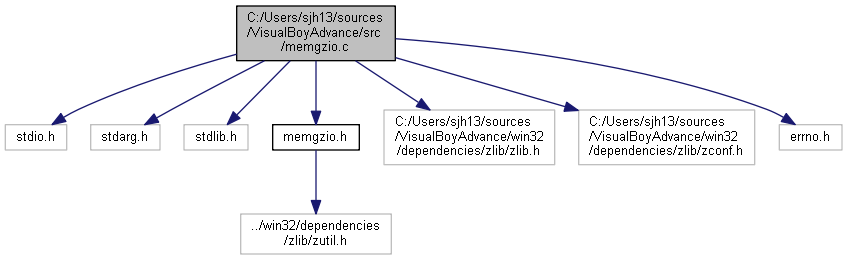 C:/Users/sjh13/sources
/VisualBoyAdvance/src
/memgzio.c
stdio.h
stdarg.h
stdlib.h
memgzio.h
C:/Users/sjh13/sources
/VisualBoyAdvance/win32
/dependencies/zlib/zlib.h
C:/Users/sjh13/sources
/VisualBoyAdvance/win32
/dependencies/zlib/zconf.h
errno.h
../win32/dependencies
/zlib/zutil.h